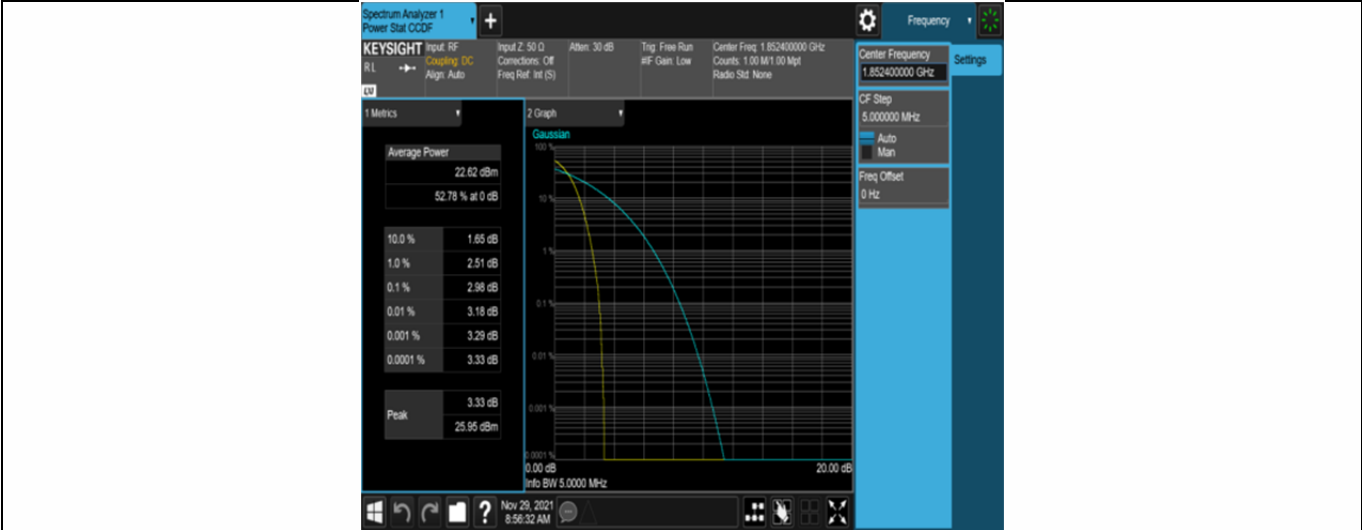 Spectrum Analyzer 1
Power Stat CCDF
+
Frequency
KEYSIGHT
RL
LXI
Input: RF
Coupling: DC
Align: Auto
Input Z: 50 Ω
Corrections: Off
Freq Ref: Int (S)
Atten: 30 dB
Trig: Free Run
#IF Gain: Low
Center Freq: 1.852400000 GHz
Counts: 1.00 M/1.00 Mpt
Radio Std: None
Center Frequency
1.852400000 GHz
Settings
CF Step
5.000000 MHz
Auto
Man
Freq Offset
0 Hz
1 Metrics
Average Power
22.62 dBm
52.78 % at 0 dB
10.0 % 1.65 dB
1.0 % 2.51 dB
0.1 % 2.98 dB
0.01 % 3.18 dB
0.001 % 3.29 dB
0.0001 % 3.33 dB
Peak
3.33 dB
25.95 dBm
2 Graph
Gaussian
100 %
10 %
1 %
0.1 %
0.01 %
0.001 %
0.0001 %
0.00 dB 20.00 dB
Info BW 5.0000 MHz
?
Nov 29, 2021
8:56:32 AM